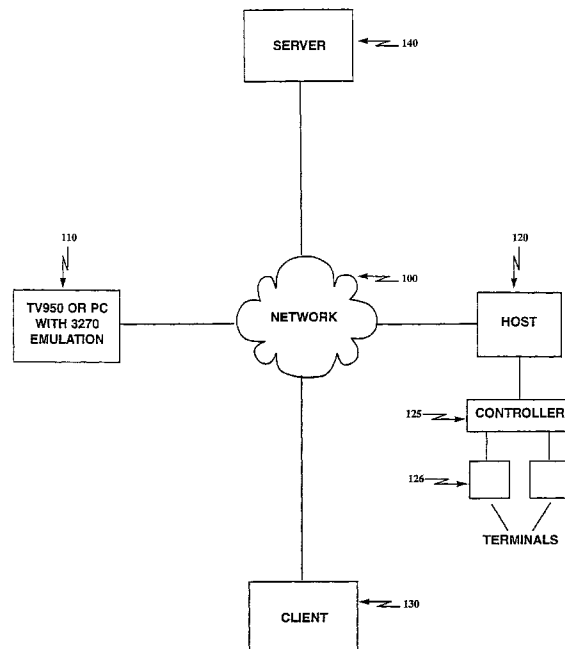 SERVER
140
110
120
100
TV950 OR PC
WITH 3270
EMULATION
NETWORK
HOST
125
CONTROLLER
126
TERMINALS
CLIENT
130